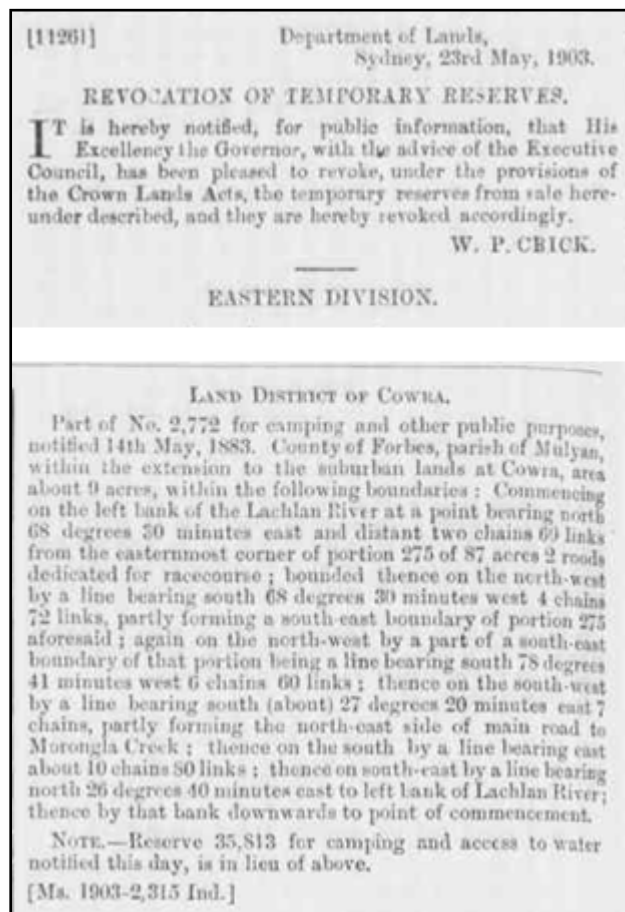 [11261] Department of Lands,
Sydney, 23rd May, 1903.
REVOCATION OF TEMPORARY RESERVES.
IT is hereby notified, for public information, that His
Excellency the Governor, with the advice of the Executive
Council, has been pleased to revoke, under the provisions of
the Crown Lands Acts, the temporary reserves from sale here-
under described, and they are hereby revoked accordingly.
W. P. CRICK.
EASTERN DIVISION.
LAND DISTRICT OF COWRA.
Part of No. 2,772 for camping and other public purposes,
notified 14th May, 1883. County of Forbes, parish of Mulyan,
within the extension to the suburban lands at Cowra, area
about 9 acres, within the following boundaries: Commencing
on the left bank of the Lachlan River at a point bearing north
68 degrees 30 minutes east and distant two chains 69 links
from the easternmost corner of portion 275 of 87 acres 2 roods
dedicated for racecourse; bounded thence on the north-west
by a line bearing south 68 degrees 30 minutes west 4 chains
72 links, partly forming a south-east boundary of portion 275
aforesaid; again on the north-west by a part of a south-east
boundary of that portion being a line bearing south 78 degrees
41 minutes west 6 chains 60 links; thence on the south-west
by a line bearing south (about) 27 degrees 20 minutes east 7
chains, partly forming the north-east side of main road to
Morongla Creek; thence on the south by a line bearing east
about 10 chains 80 links; thence on south-east by a line bearing
north 26 degrees 40 minutes east to left bank of Lachlan River;
thence by that bank downwards to point of commencement.
NOTE.—Reserve 35,813 for camping and access to water
notified this day, is in lieu of above.
[Ms. 1903-2,315 Ind.]